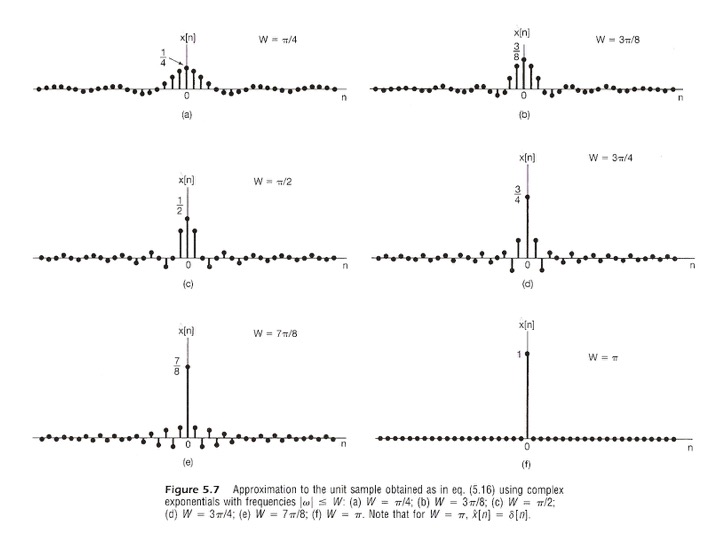 x[n]
W = π/4
1/4
0
n
(a)
x[n]
W = 3π/8
3/8
0
n
(b)
x[n]
W = π/2
1/2
0
n
(c)
x[n]
W = 3π/4
3/4
0
n
(d)
x[n]
W = 7π/8
7/8
0
n
(e)
x[n]
W = π
1
0
n
(f)
Figure 5.7 Approximation to the unit sample obtained as in eq. (5.16) using complex
exponentials with frequencies |ω| ≤ W: (a) W = π/4; (b) W = 3π/8; (c) W = π/2;
(d) W = 3π/4; (e) W = 7π/8; (f) W = π. Note that for W = π, x̂[n] = δ[n].